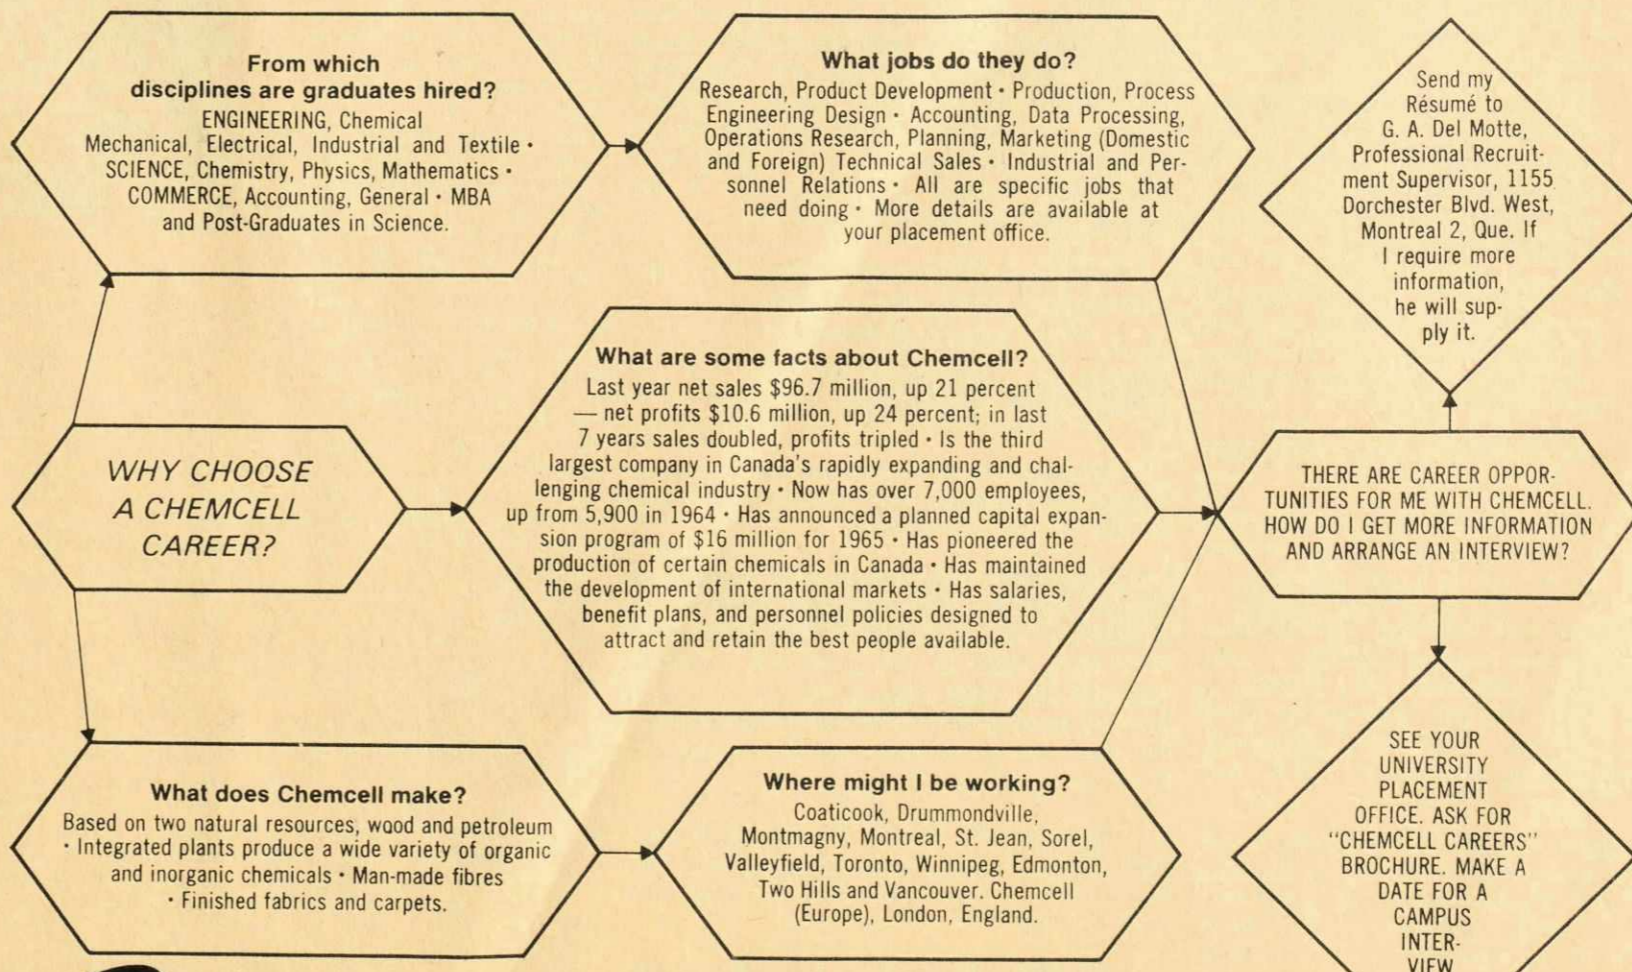 From which
disciplines are graduates hired?
ENGINEERING, Chemical
Mechanical, Electrical, Industrial and Textile •
SCIENCE, Chemistry, Physics, Mathematics •
COMMERCE, Accounting, General • MBA
and Post-Graduates in Science.
What jobs do they do?
Research, Product Development • Production, Process
Engineering Design • Accounting, Data Processing,
Operations Research, Planning, Marketing (Domestic
and Foreign) Technical Sales • Industrial and Per-
sonnel Relations • All are specific jobs that
need doing • More details are available at
your placement office.
Send my
Résumé to
G. A. Del Motte,
Professional Recruit-
ment Supervisor, 1155
Dorchester Blvd. West,
Montreal 2, Que. If
I require more
information,
he will sup-
ply it.
WHY CHOOSE
A CHEMCELL
CAREER?
What are some facts about Chemcell?
Last year net sales $96.7 million, up 21 percent
— net profits $10.6 million, up 24 percent; in last
7 years sales doubled, profits tripled • Is the third
largest company in Canada's rapidly expanding and chal-
lenging chemical industry • Now has over 7,000 employees,
up from 5,900 in 1964 • Has announced a planned capital expan-
sion program of $16 million for 1965 • Has pioneered the
production of certain chemicals in Canada • Has maintained
the development of international markets • Has salaries,
benefit plans, and personnel policies designed to
attract and retain the best people available.
THERE ARE CAREER OPPOR-
TUNITIES FOR ME WITH CHEMCELL.
HOW DO I GET MORE INFORMATION
AND ARRANGE AN INTERVIEW?
What does Chemcell make?
Based on two natural resources, wood and petroleum
• Integrated plants produce a wide variety of organic
and inorganic chemicals • Man-made fibres
• Finished fabrics and carpets.
Where might I be working?
Coaticook, Drummondville,
Montmagny, Montreal, St. Jean, Sorel,
Valleyfield, Toronto, Winnipeg, Edmonton,
Two Hills and Vancouver. Chemcell
(Europe), London, England.
SEE YOUR
UNIVERSITY
PLACEMENT
OFFICE. ASK FOR
"CHEMCELL CAREERS"
BROCHURE. MAKE A
DATE FOR A
CAMPUS
INTER-
VIEW